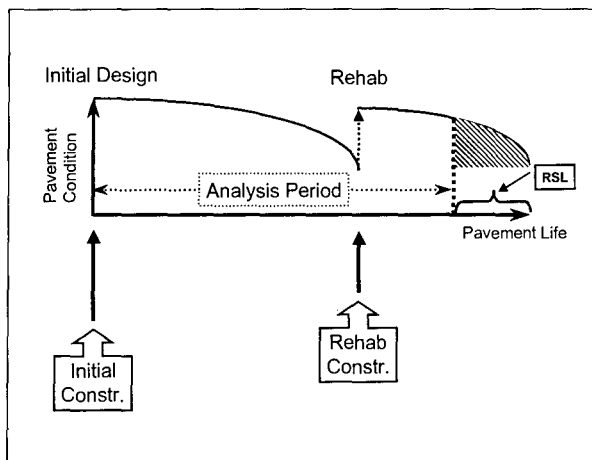 Initial Design
Rehab
Pavement
Condition
Analysis Period
RSL
Pavement Life
Initial
Constr.
Rehab
Constr.